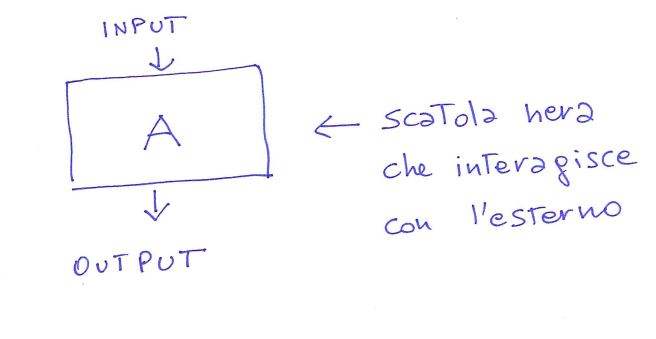 INPUT
A
scatola nera
che interagisce
con l'esterno
OUTPUT